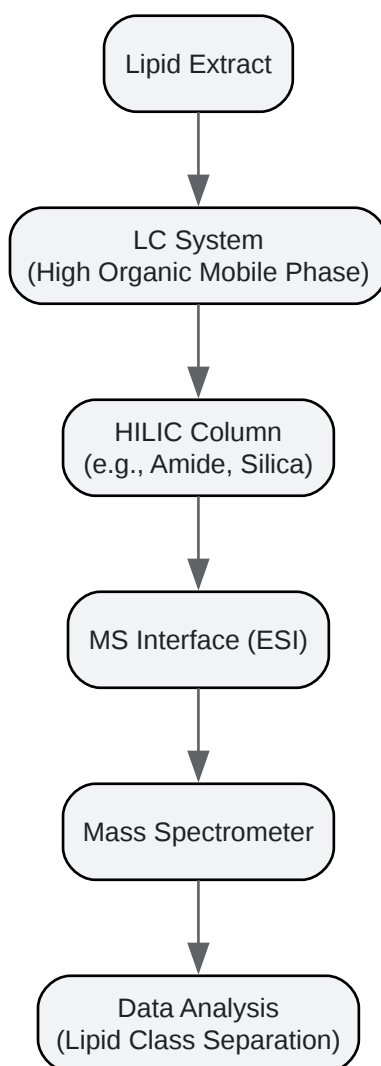 Lipid Extract
LC System
(High Organic Mobile Phase)
HILIC Column
(e.g., Amide, Silica)
MS Interface (ESI)
Mass Spectrometer
Data Analysis
(Lipid Class Separation)